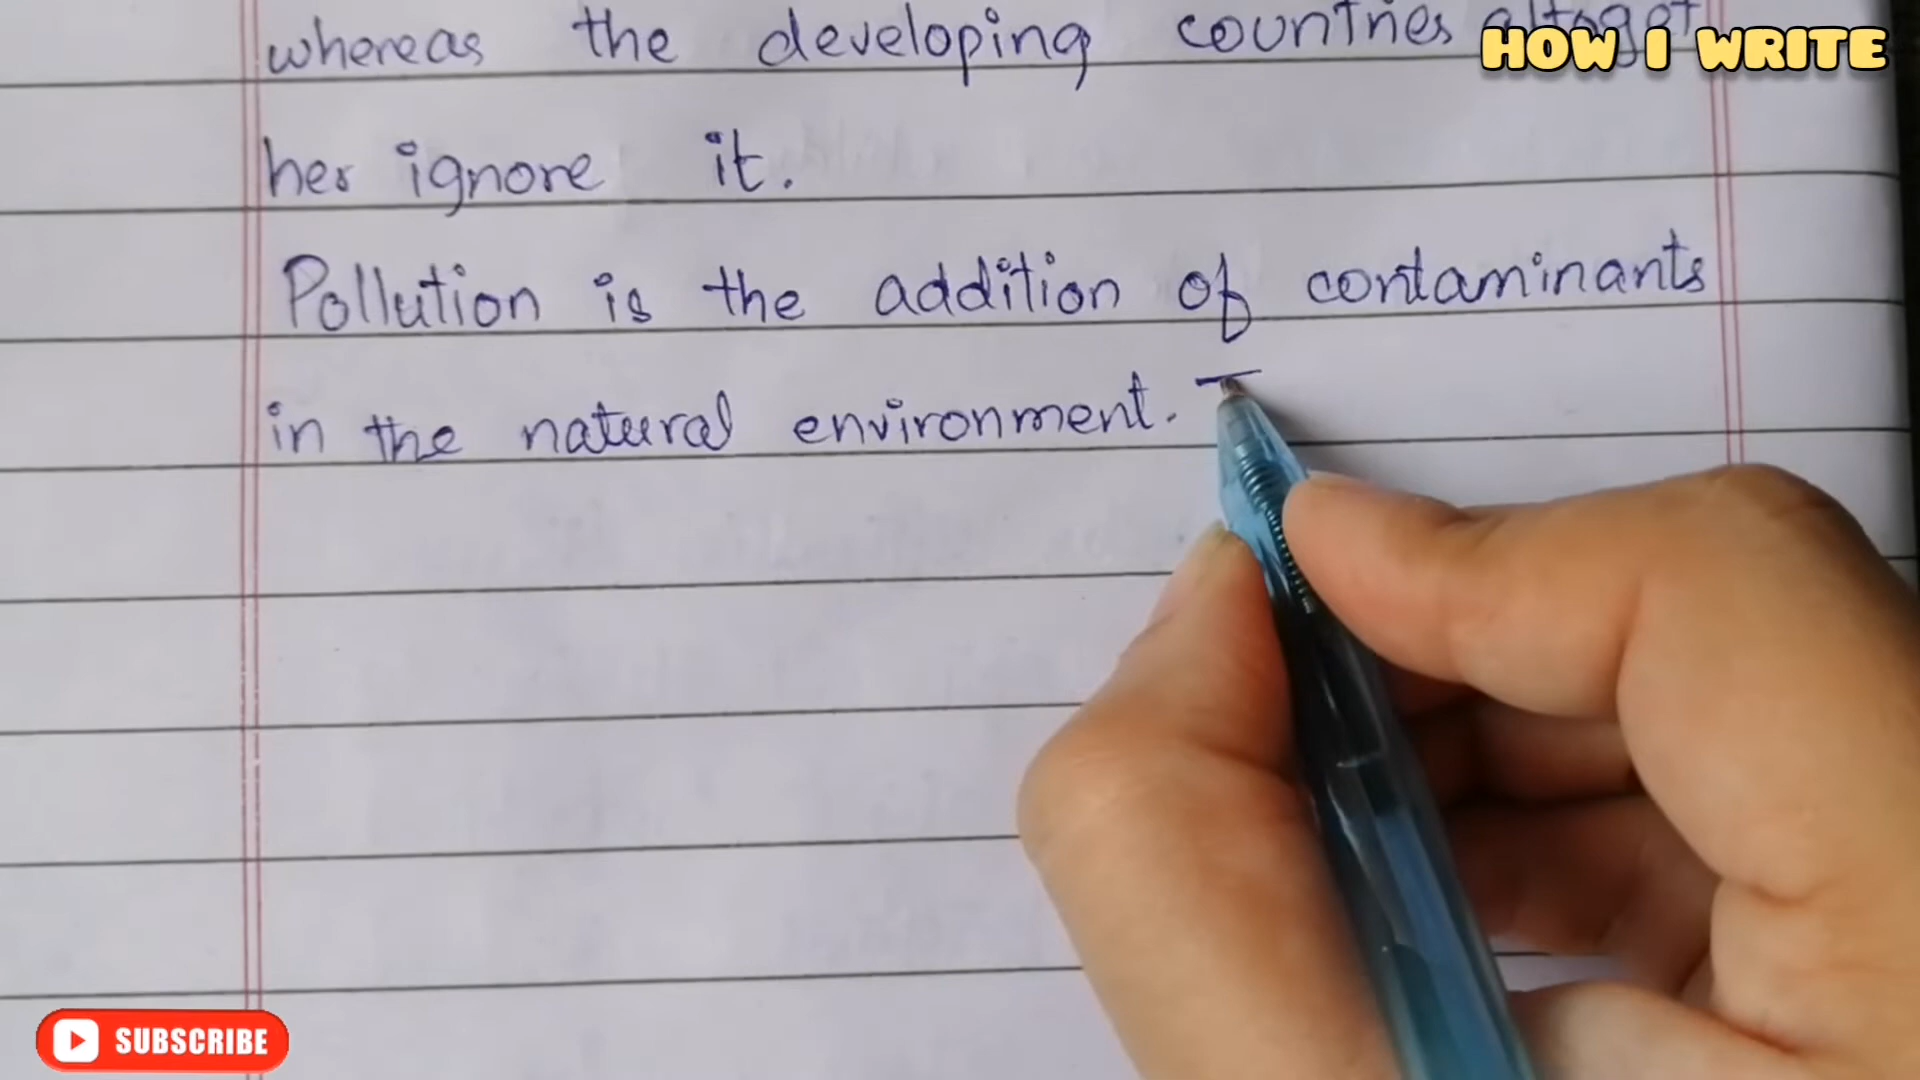 whereas the developing countries altoget
HOW I WRITE
her ignore it.
Pollution is the addition of contaminants
in the natural environment. T
SUBSCRIBE